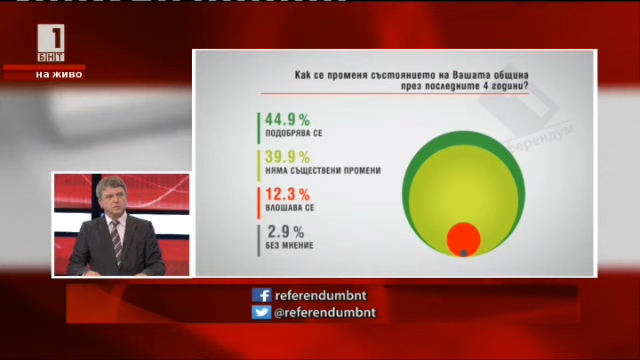 1
БНТ
на живо
Как се променя състоянието на Вашата община
през последните 4 години?
44.9 %
ПОДОБРЯВА СЕ
39.9 %
НЯМА СЪЩЕСТВЕНИ ПРОМЕНИ
12.3 %
ВЛОШАВА СЕ
2.9 %
БЕЗ МНЕНИЕ
referendumbnt
@referendumbnt